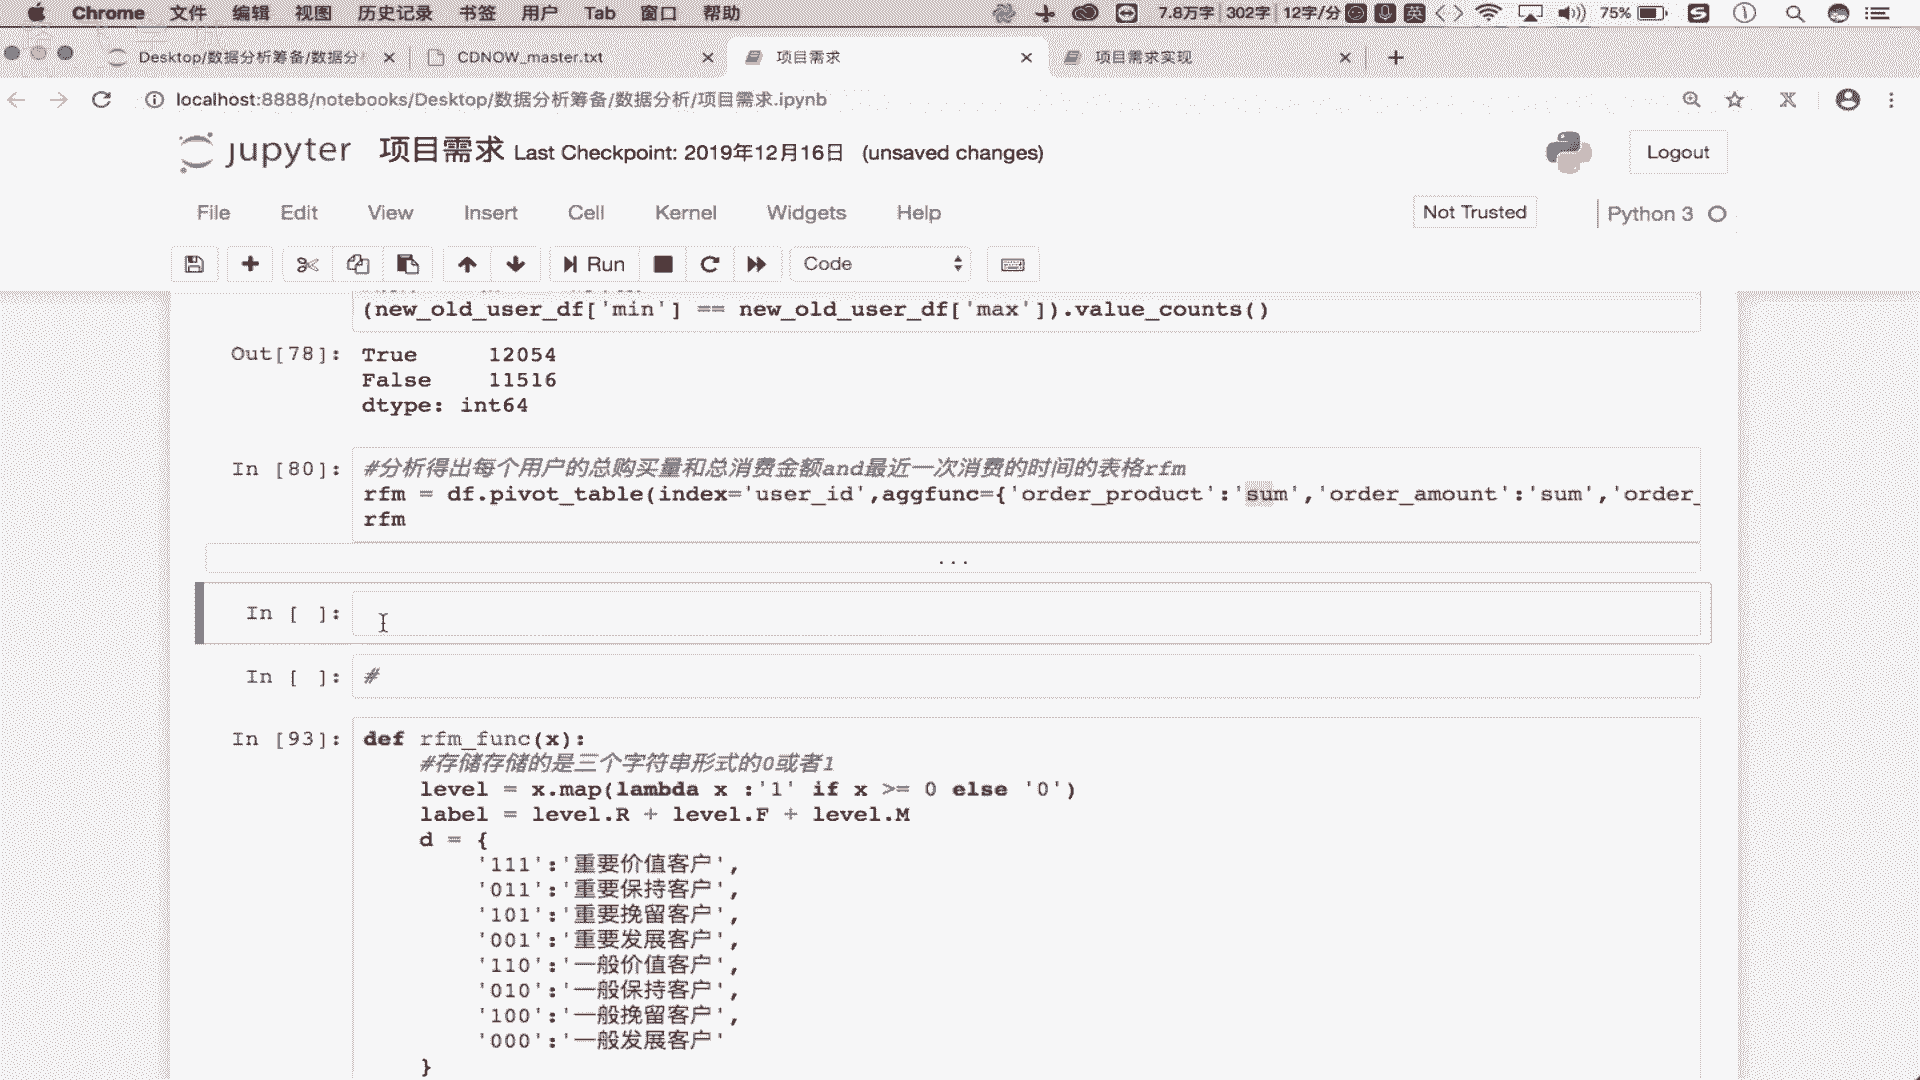 Chrome 文件 编辑 视图 历史记录 书签 用户 Tab 窗口 帮助 7.8万字 302字 12字/分 英 75%
Desktop/数据分析筹备/数据分 CDNOW_master.txt 项目需求 项目需求实现
localhost:8888/notebooks/Desktop/数据分析筹备/数据分析/项目需求.ipynb
jupyter 项目需求 Last Checkpoint: 2019年12月16日 (unsaved changes) Logout
File Edit View Insert Cell Kernel Widgets Help Not Trusted Python 3
Run Code
(new_old_user_df['min'] == new_old_user_df['max']).value_counts()
Out[78]: True 12054
False 11516
dtype: int64
In [80]: #分析得出每个用户的总购买量和总消费金额and最近一次消费的时间的表格rfm
rfm = df.pivot_table(index='user_id',aggfunc={'order_product':'sum','order_amount':'sum','order_
rfm
...
In [ ]:
In [ ]: #
In [93]: def rfm_func(x):
#存储存储的是三个字符串形式的0或者1
level = x.map(lambda x :'1' if x >= 0 else '0')
label = level.R + level.F + level.M
d = {
'111':'重要价值客户',
'011':'重要保持客户',
'101':'重要挽留客户',
'001':'重要发展客户',
'110':'一般价值客户',
'010':'一般保持客户',
'100':'一般挽留客户',
'000':'一般发展客户'
}